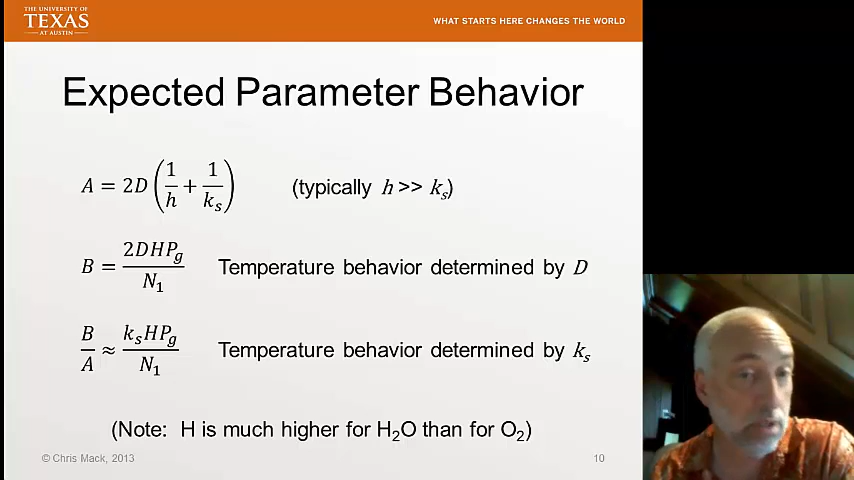 THE UNIVERSITY OF
TEXAS
AT AUSTIN
WHAT STARTS HERE CHANGES THE WORLD
Expected Parameter Behavior
A = 2D(1/h + 1/kₛ) (typically h >> kₛ)
B = 2DHP_g/N₁ Temperature behavior determined by D
B/A ≈ kₛHP_g/N₁ Temperature behavior determined by kₛ
(Note: H is much higher for H₂O than for O₂)
© Chris Mack, 2013
10